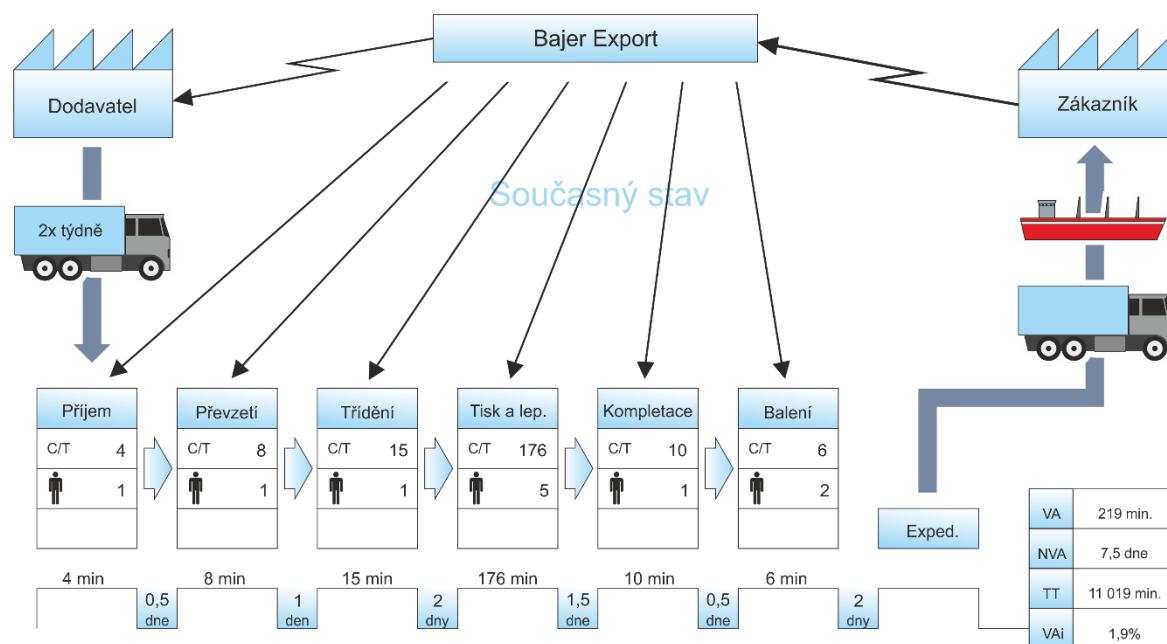 Bajer Export
Dodavatel
Zákazník
Současný stav
2x týdně
Příjem
C/T 4
1
Převzetí
C/T 8
1
Třídění
C/T 15
1
Tisk a lep.
C/T 176
5
Kompletace
C/T 10
1
Balení
C/T 6
2
Exped.
VA 219 min.
NVA 7,5 dne
TT 11 019 min.
VAi 1,9%
4 min
0,5
dne
8 min
1
den
15 min
2
dny
176 min
1,5
dne
10 min
0,5
dne
6 min
2
dny